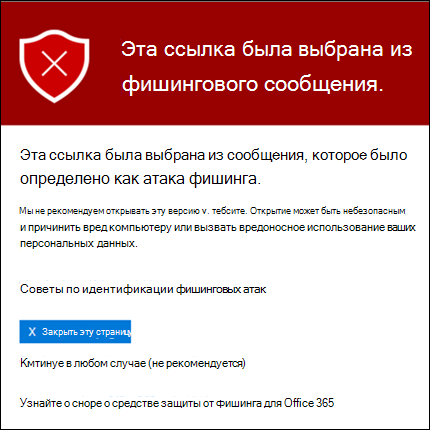 Эта ссылка была выбрана из
фишингового сообщения.
Эта ссылка была выбрана из сообщения, которое было
определено как атака фишинга.
Мы не рекомендуем открывать эту версию v. тебсите. Открытие может быть небезопасным
и причинить вред компьютеру или вызвать вредоносное использование ваших
персональных данных.
Советы по идентификации фишинговых атак
X Закрыть эту страницу
Кмтинуе в любом случае (не рекомендуется)
Узнайте о сноре о средстве защиты от фишинга для Office 365